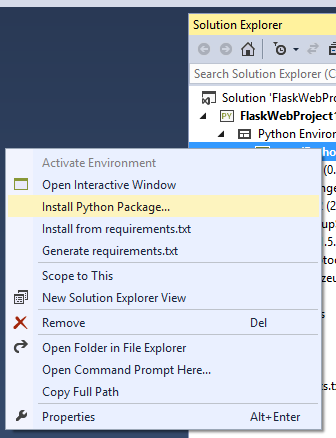 Solution Explorer
Search Solution Explorer (C
Solution 'FlaskWebPro
FlaskWebProject1
Python Environ
Activate Environment
Open Interactive Window
Install Python Package...
Install from requirements.txt
Generate requirements.txt
Scope to This
New Solution Explorer View
Remove Del
Open Folder in File Explorer
Open Command Prompt Here...
Copy Full Path
Properties Alt+Enter